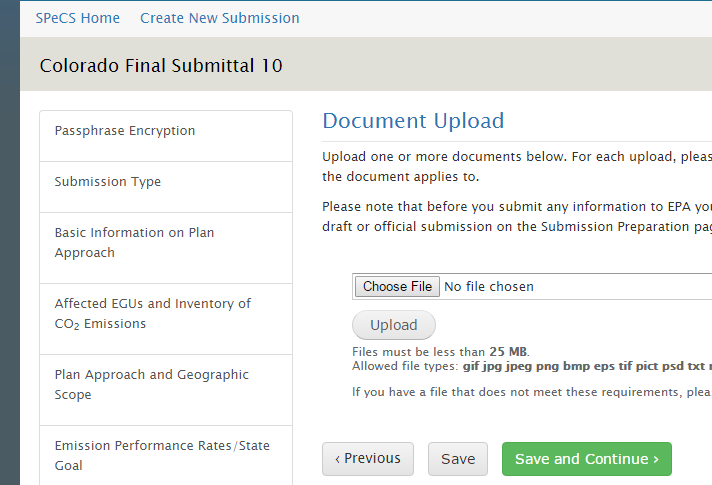 SPeCS Home Create New Submission
Colorado Final Submittal 10
Passphrase Encryption
Submission Type
Basic Information on Plan
Approach
Affected EGUs and Inventory of
CO2 Emissions
Plan Approach and Geographic
Scope
Emission Performance Rates/State
Goal
Document Upload
Upload one or more documents below. For each upload, pleas
the document applies to.
Please note that before you submit any information to EPA you
draft or official submission on the Submission Preparation pag
Choose File No file chosen
Upload
Files must be less than 25 MB.
Allowed file types: gif jpg jpeg png bmp eps tif pict psd txt
If you have a file that does not meet these requirements, plea
‹ Previous Save Save and Continue ›